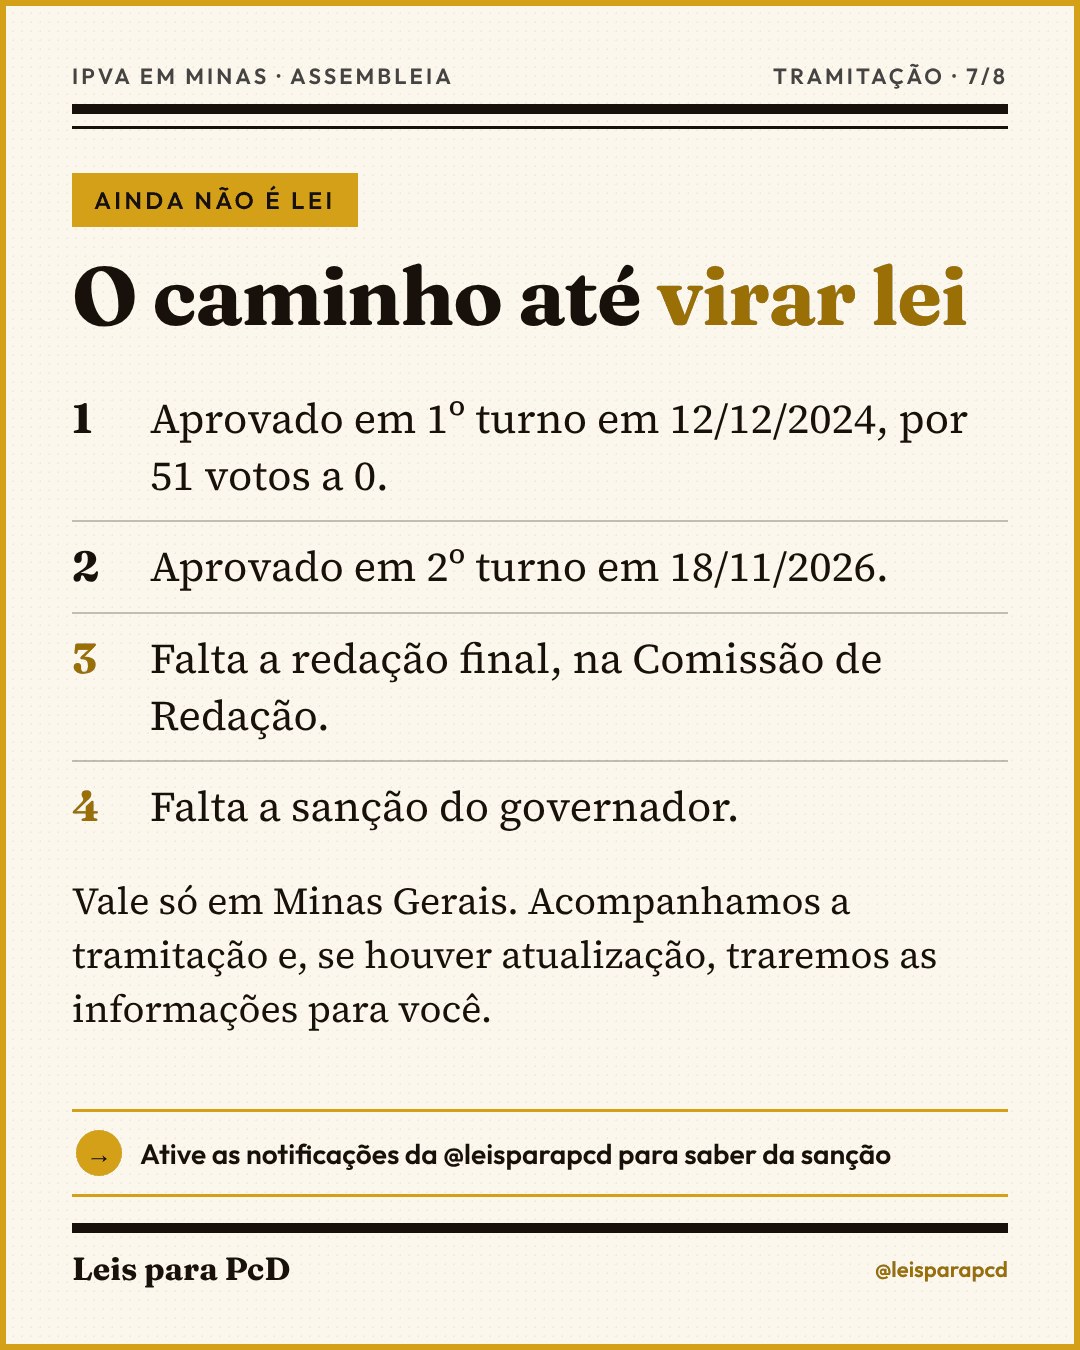 IPVA EM MINAS · ASSEMBLEIA
TRAMITAÇÃO · 7/8
AINDA NÃO É LEI
O caminho até virar lei
1 Aprovado em 1º turno em 12/12/2024, por
51 votos a 0.
2 Aprovado em 2º turno em 18/11/2026.
3 Falta a redação final, na Comissão de
Redação.
4 Falta a sanção do governador.
Vale só em Minas Gerais. Acompanhamos a
tramitação e, se houver atualização, traremos as
informações para você.
→ Ative as notificações da @leisparapcd para saber da sanção
Leis para PcD
@leisparapcd